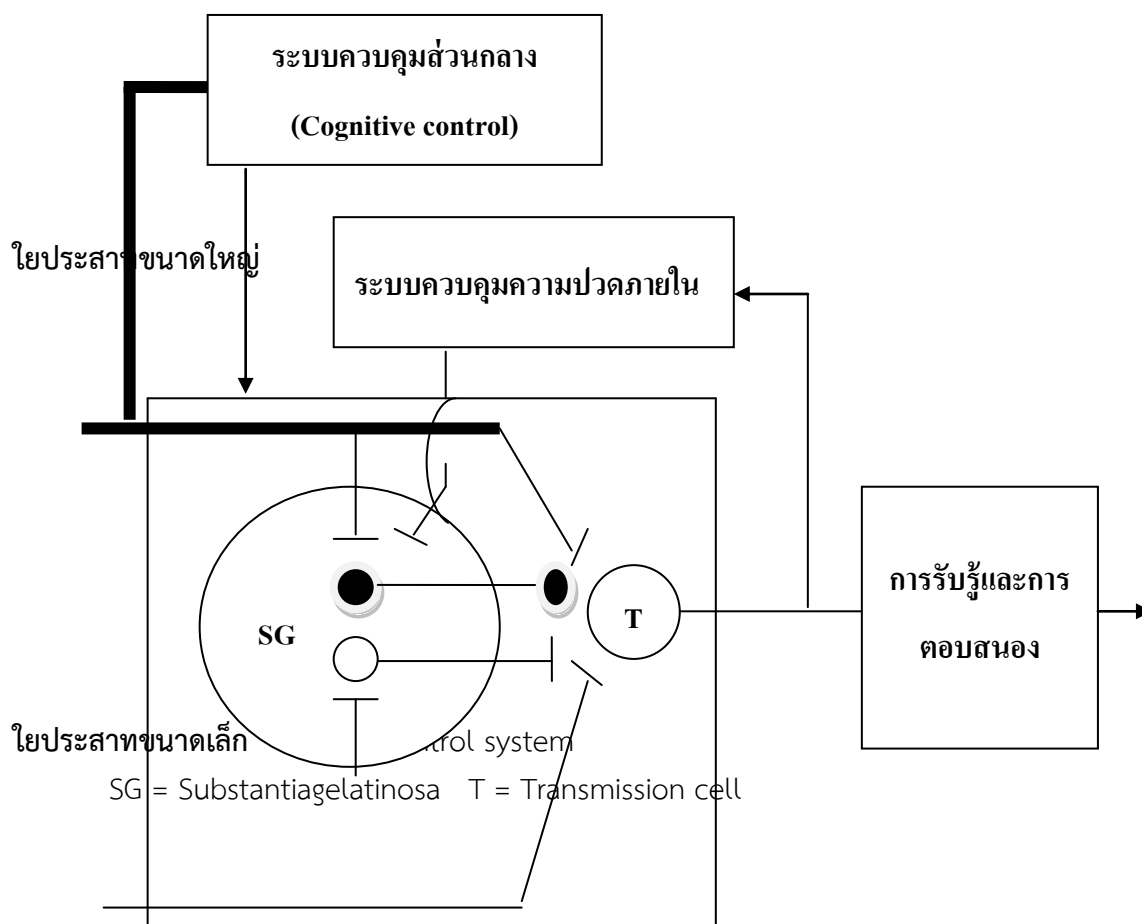 ระบบควบคุมส่วนกลาง
(Cognitive control)
ใยประสาทขนาดใหญ่
ระบบควบคุมความปวดภายใน
การรับรู้และการ
ตอบสนอง
T
SG
ใยประสาทขนาดเล็ก system
SG = Substantiagelatinosa T = Transmission cell